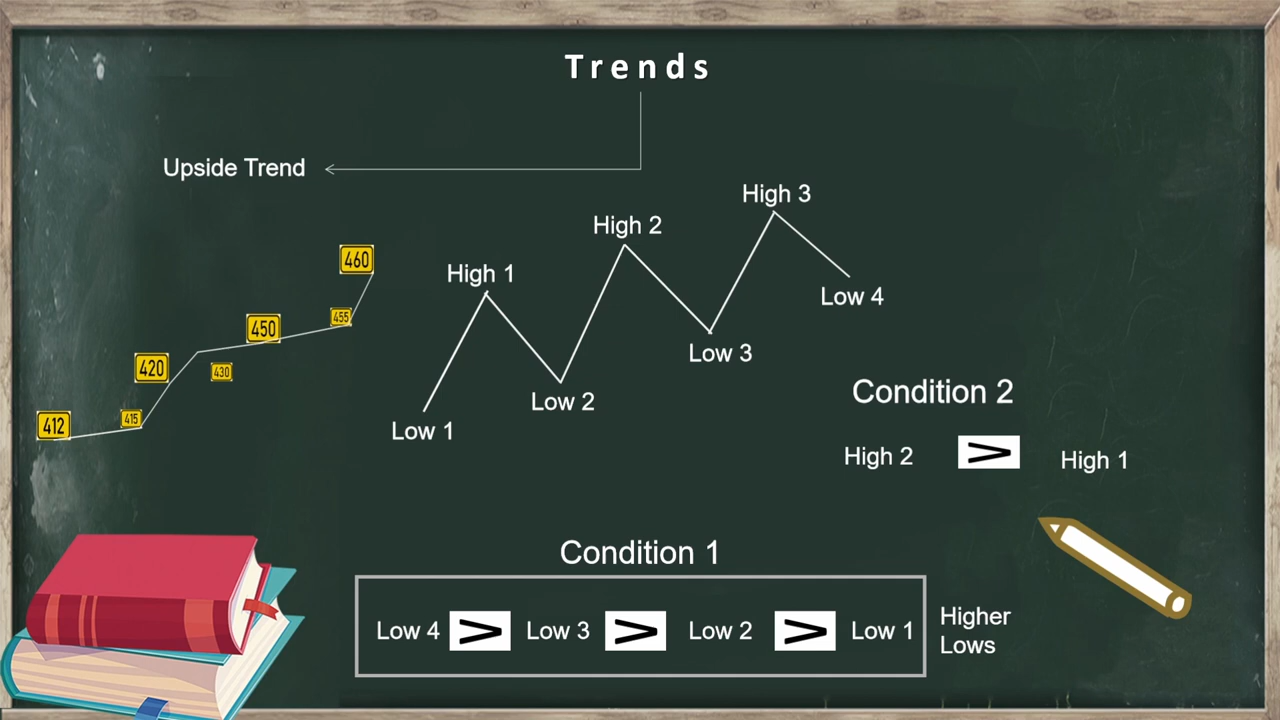 Trends
Upside Trend
High 3
High 2
460
High 1
Low 4
455
450
Low 3
420
430
Condition 2
Low 2
412
415
Low 1
High 2 > High 1
Condition 1
Low 4 > Low 3 > Low 2 > Low 1
Higher
Lows